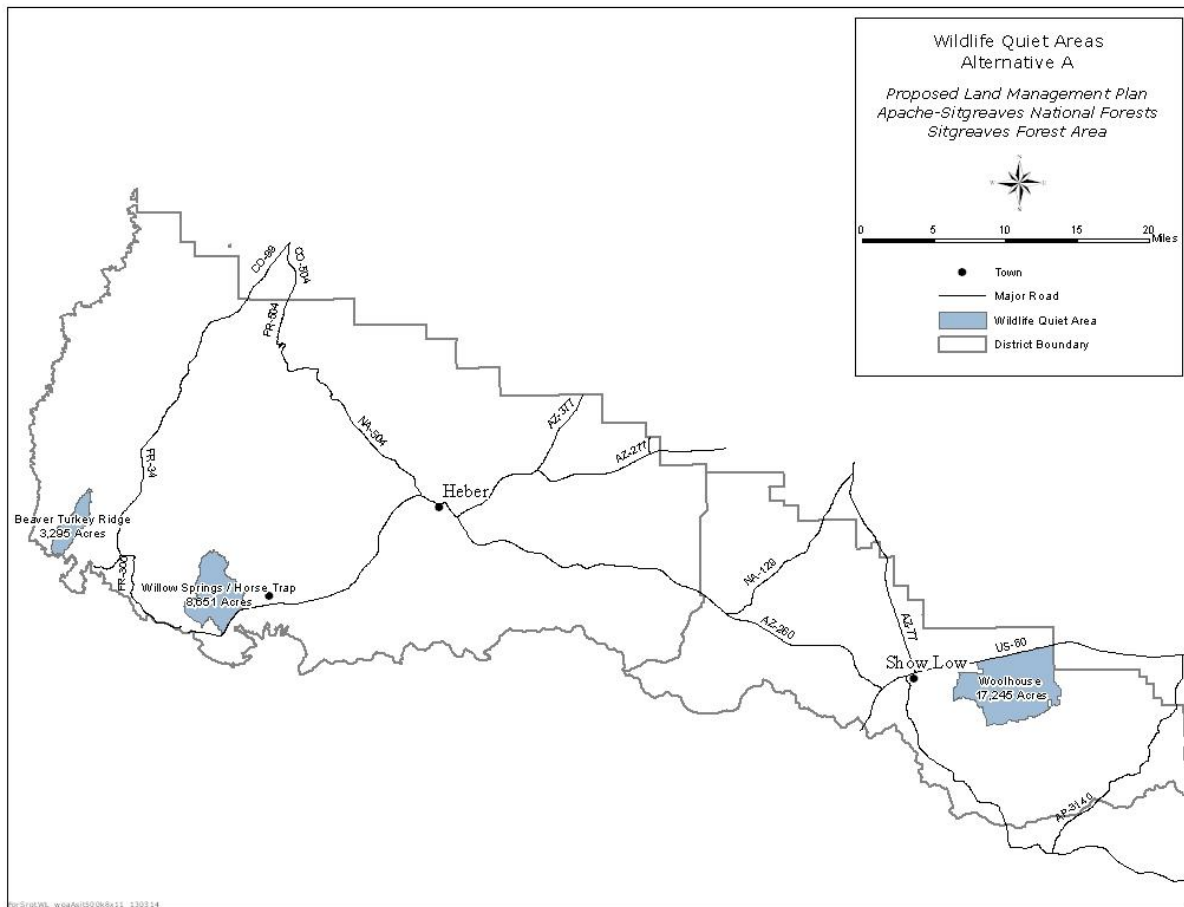 Wildlife Quiet Areas
Alternative A
Proposed Land Management Plan
Apache-Sitgreaves National Forests
Sitgreaves Forest Area
N
W
E
S
0
5
10
15
20
Miles
Town
Major Road
Wildlife Quiet Area
District Boundary
CO-99
CO-504
FR-504
NA-504
AZ-377
AZ-277
FR-34
Heber
Beaver Turkey Ridge
3,295 Acres
FR-300
Willow Springs / Horse Trap
8,651 Acres
NA-129
AZ-260
AZ-77
US-60
Show Low
Woolhouse
17,245 Acres